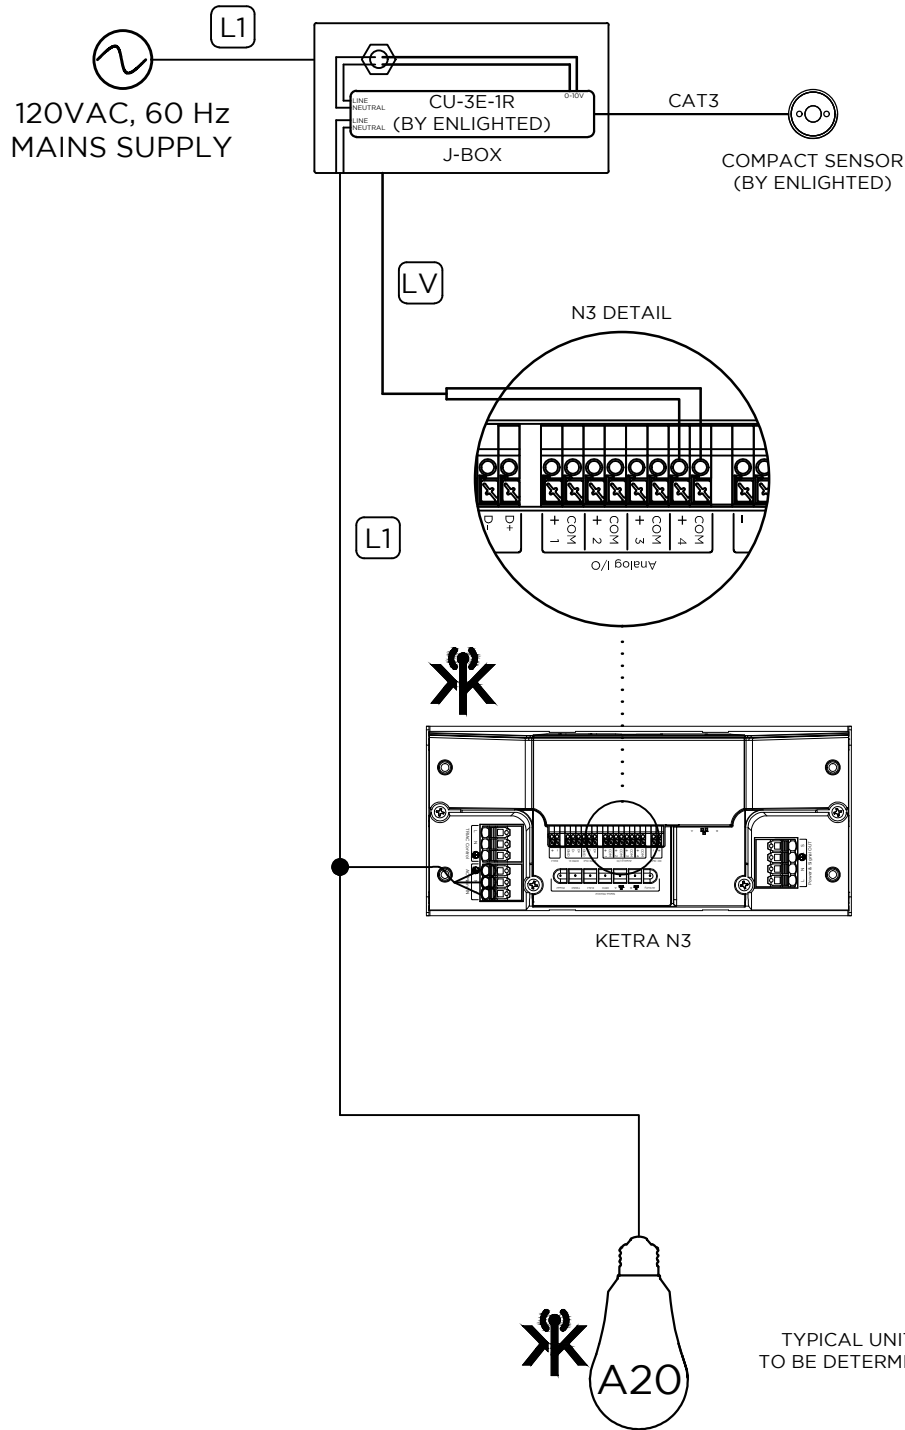 L1
120VAC, 60 Hz
MAINS SUPPLY
LINE
NEUTRAL
LINE
NEUTRAL
0-10V
CU-3E-1R
(BY ENLIGHTED)
J-BOX
CAT3
COMPACT SENSOR
(BY ENLIGHTED)
LV
N3 DETAIL
D-
D+
+ 1
COM
+ 2
COM
+ 3
COM
+ 4
COM
-
Analog I/O
L1
KETRA N3
A20
TYPICAL UNIT
TO BE DETERMI